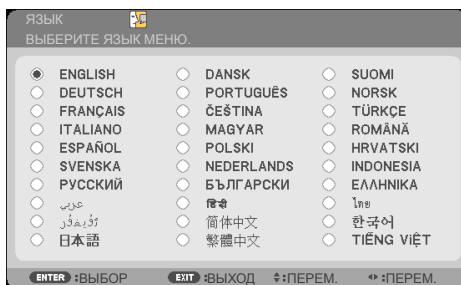 ЯЗЫК
ВЫБЕРИТЕ ЯЗЫК МЕНЮ.
ENGLISH DANSK SUOMI
DEUTSCH PORTUGUÊS NORSK
FRANÇAIS ČEŠTINA TÜRKÇE
ITALIANO MAGYAR ROMÂNĂ
ESPAÑOL POLSKI HRVATSKI
SVENSKA NEDERLANDS INDONESIA
РУССКИЙ БЪЛГАРСКИ ΕΛΛΗΝΙΚΑ
عربي हिंदी ไทย
ئۇيغۇر 简体中文 한국어
日本語 繁體中文 TIẾNG VIỆT
ENTER :ВЫБОР EXIT :ВЫХОД :ПЕРЕМ. :ПЕРЕМ.